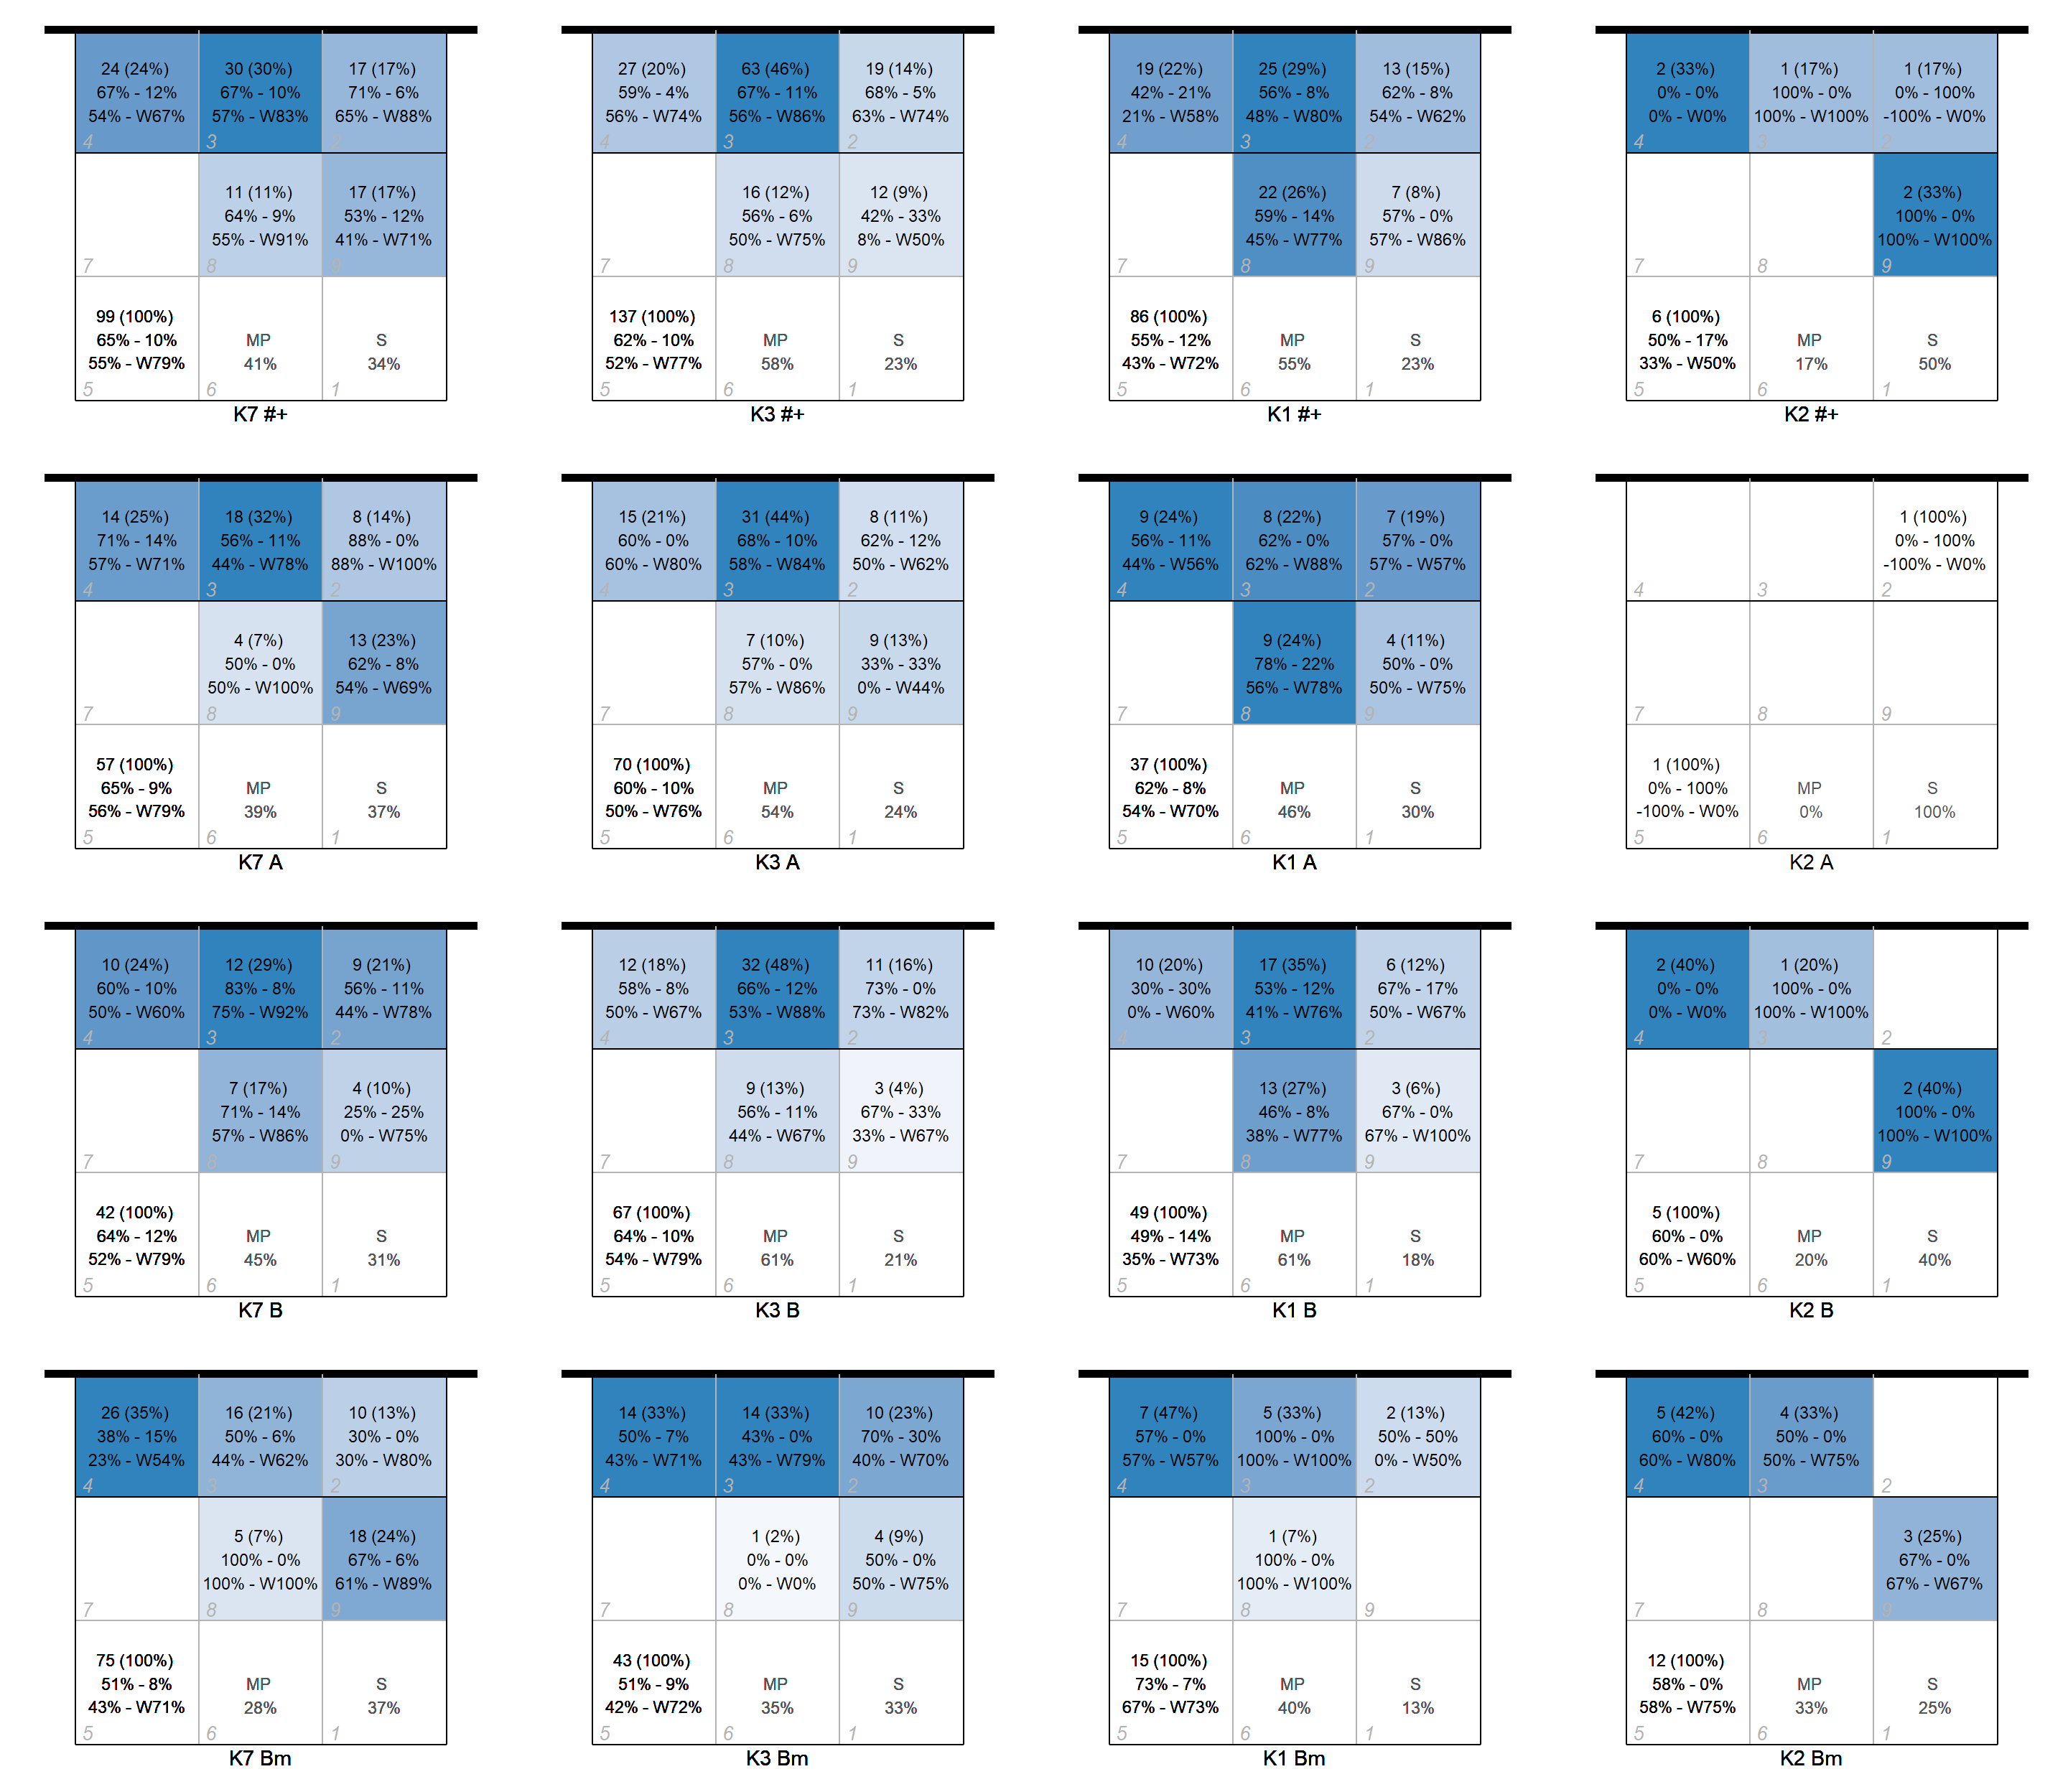 24 (24%)
67% - 12%
54% - W67%
4
30 (30%)
67% - 10%
57% - W83%
3
17 (17%)
71% - 6%
65% - W88%
2
7
11 (11%)
64% - 9%
55% - W91%
8
17 (17%)
53% - 12%
41% - W71%
9
99 (100%)
65% - 10%
55% - W79%
5
MP
41%
6
S
34%
1
K7 #+
27 (20%)
59% - 4%
56% - W74%
4
63 (46%)
67% - 11%
56% - W86%
3
19 (14%)
68% - 5%
63% - W74%
2
7
16 (12%)
56% - 6%
50% - W75%
8
12 (9%)
42% - 33%
8% - W50%
9
137 (100%)
62% - 10%
52% - W77%
5
MP
58%
6
S
23%
1
K3 #+
19 (22%)
42% - 21%
21% - W58%
4
25 (29%)
56% - 8%
48% - W80%
3
13 (15%)
62% - 8%
54% - W62%
2
7
22 (26%)
59% - 14%
45% - W77%
8
7 (8%)
57% - 0%
57% - W86%
9
86 (100%)
55% - 12%
43% - W72%
5
MP
55%
6
S
23%
1
K1 #+
2 (33%)
0% - 0%
0% - W0%
4
1 (17%)
100% - 0%
100% - W100%
3
1 (17%)
0% - 100%
-100% - W0%
2
7
8
2 (33%)
100% - 0%
100% - W100%
9
6 (100%)
50% - 17%
33% - W50%
5
MP
17%
6
S
50%
1
K2 #+
14 (25%)
71% - 14%
57% - W71%
4
18 (32%)
56% - 11%
44% - W78%
3
8 (14%)
88% - 0%
88% - W100%
2
7
4 (7%)
50% - 0%
50% - W100%
8
13 (23%)
62% - 8%
54% - W69%
9
57 (100%)
65% - 9%
56% - W79%
5
MP
39%
6
S
37%
1
K7 A
15 (21%)
60% - 0%
60% - W80%
4
31 (44%)
68% - 10%
58% - W84%
3
8 (11%)
62% - 12%
50% - W62%
2
7
7 (10%)
57% - 0%
57% - W86%
8
9 (13%)
33% - 33%
0% - W44%
9
70 (100%)
60% - 10%
50% - W76%
5
MP
54%
6
S
24%
1
K3 A
9 (24%)
56% - 11%
44% - W56%
4
8 (22%)
62% - 0%
62% - W88%
3
7 (19%)
57% - 0%
57% - W57%
2
7
9 (24%)
78% - 22%
56% - W78%
8
4 (11%)
50% - 0%
50% - W75%
9
37 (100%)
62% - 8%
54% - W70%
5
MP
46%
6
S
30%
1
K1 A
4
3
1 (100%)
0% - 100%
-100% - W0%
2
7
8
9
1 (100%)
0% - 100%
-100% - W0%
5
MP
0%
6
S
100%
1
K2 A
10 (24%)
60% - 10%
50% - W60%
4
12 (29%)
83% - 8%
75% - W92%
3
9 (21%)
56% - 11%
44% - W78%
2
7
7 (17%)
71% - 14%
57% - W86%
8
4 (10%)
25% - 25%
0% - W75%
9
42 (100%)
64% - 12%
52% - W79%
5
MP
45%
6
S
31%
1
K7 B
12 (18%)
58% - 8%
50% - W67%
4
32 (48%)
66% - 12%
53% - W88%
3
11 (16%)
73% - 0%
73% - W82%
2
7
9 (13%)
56% - 11%
44% - W67%
8
3 (4%)
67% - 33%
33% - W67%
9
67 (100%)
64% - 10%
54% - W79%
5
MP
61%
6
S
21%
1
K3 B
10 (20%)
30% - 30%
0% - W60%
4
17 (35%)
53% - 12%
41% - W76%
3
6 (12%)
67% - 17%
50% - W67%
2
7
13 (27%)
46% - 8%
38% - W77%
8
3 (6%)
67% - 0%
67% - W100%
9
49 (100%)
49% - 14%
35% - W73%
5
MP
61%
6
S
18%
1
K1 B
2 (40%)
0% - 0%
0% - W0%
4
1 (20%)
100% - 0%
100% - W100%
3
2
7
8
2 (40%)
100% - 0%
100% - W100%
9
5 (100%)
60% - 0%
60% - W60%
5
MP
20%
6
S
40%
1
K2 B
26 (35%)
38% - 15%
23% - W54%
4
16 (21%)
50% - 6%
44% - W62%
3
10 (13%)
30% - 0%
30% - W80%
2
7
5 (7%)
100% - 0%
100% - W100%
8
18 (24%)
67% - 6%
61% - W89%
9
75 (100%)
51% - 8%
43% - W71%
5
MP
28%
6
S
37%
1
K7 Bm
14 (33%)
50% - 7%
43% - W71%
4
14 (33%)
43% - 0%
43% - W79%
3
10 (23%)
70% - 30%
40% - W70%
2
7
1 (2%)
0% - 0%
0% - W0%
8
4 (9%)
50% - 0%
50% - W75%
9
43 (100%)
51% - 9%
42% - W72%
5
MP
35%
6
S
33%
1
K3 Bm
7 (47%)
57% - 0%
57% - W57%
4
5 (33%)
100% - 0%
100% - W100%
3
2 (13%)
50% - 50%
0% - W50%
2
7
1 (7%)
100% - 0%
100% - W100%
8
9
15 (100%)
73% - 7%
67% - W73%
5
MP
40%
6
S
13%
1
K1 Bm
5 (42%)
60% - 0%
60% - W80%
4
4 (33%)
50% - 0%
50% - W75%
3
2
7
8
3 (25%)
67% - 0%
67% - W67%
9
12 (100%)
58% - 0%
58% - W75%
5
MP
33%
6
S
25%
1
K2 Bm